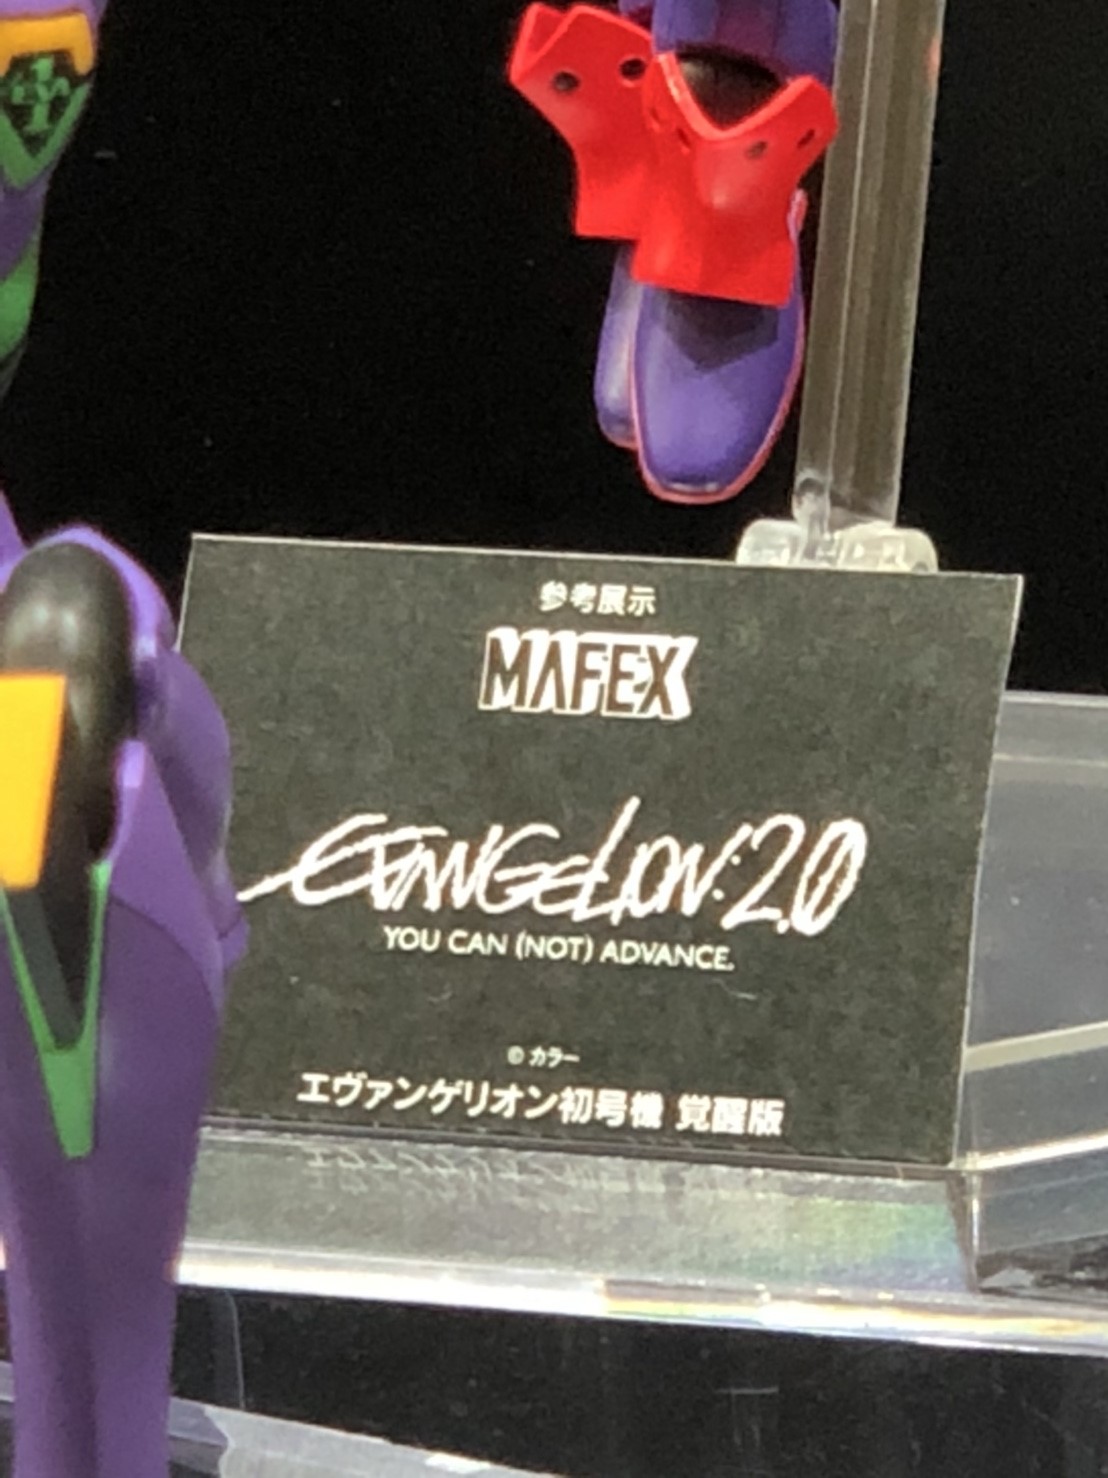 参考展示
MAFEX
EVANGELION:2.0
YOU CAN (NOT) ADVANCE.
© カラー
エヴァンゲリオン初号機 覚醒版